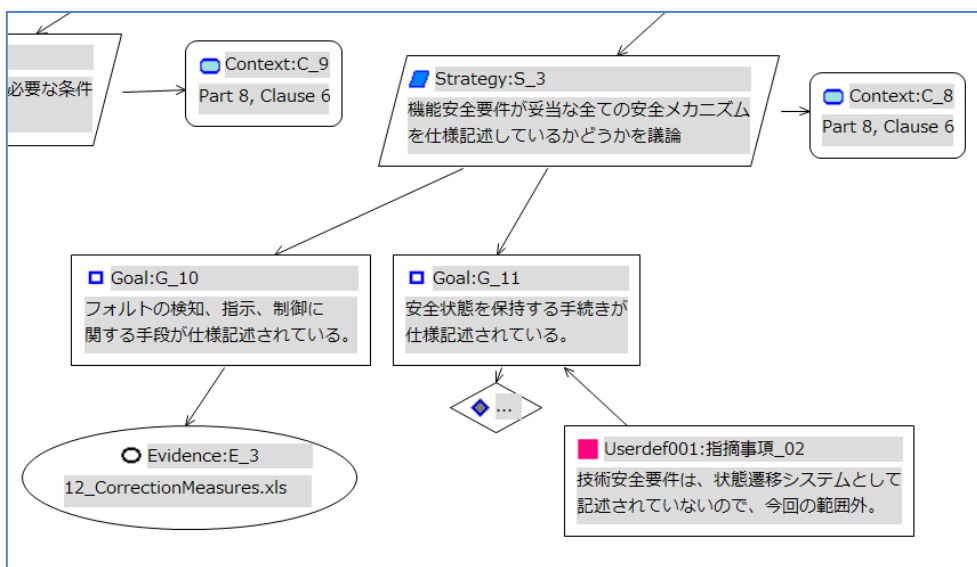 必要な条件
Context:C_9
Part 8, Clause 6
Strategy:S_3
機能安全要件が妥当な全ての安全メカニズム
を仕様記述しているかどうかを議論
Context:C_8
Part 8, Clause 6
Goal:G_10
フォルトの検知、指示、制御に
関する手段が仕様記述されている。
Goal:G_11
安全状態を保持する手続きが
仕様記述されている。
...
Evidence:E_3
12_CorrectionMeasures.xls
Userdef001:指摘事項_02
技術安全要件は、状態遷移システムとして
記述されていないので、今回の範囲外。